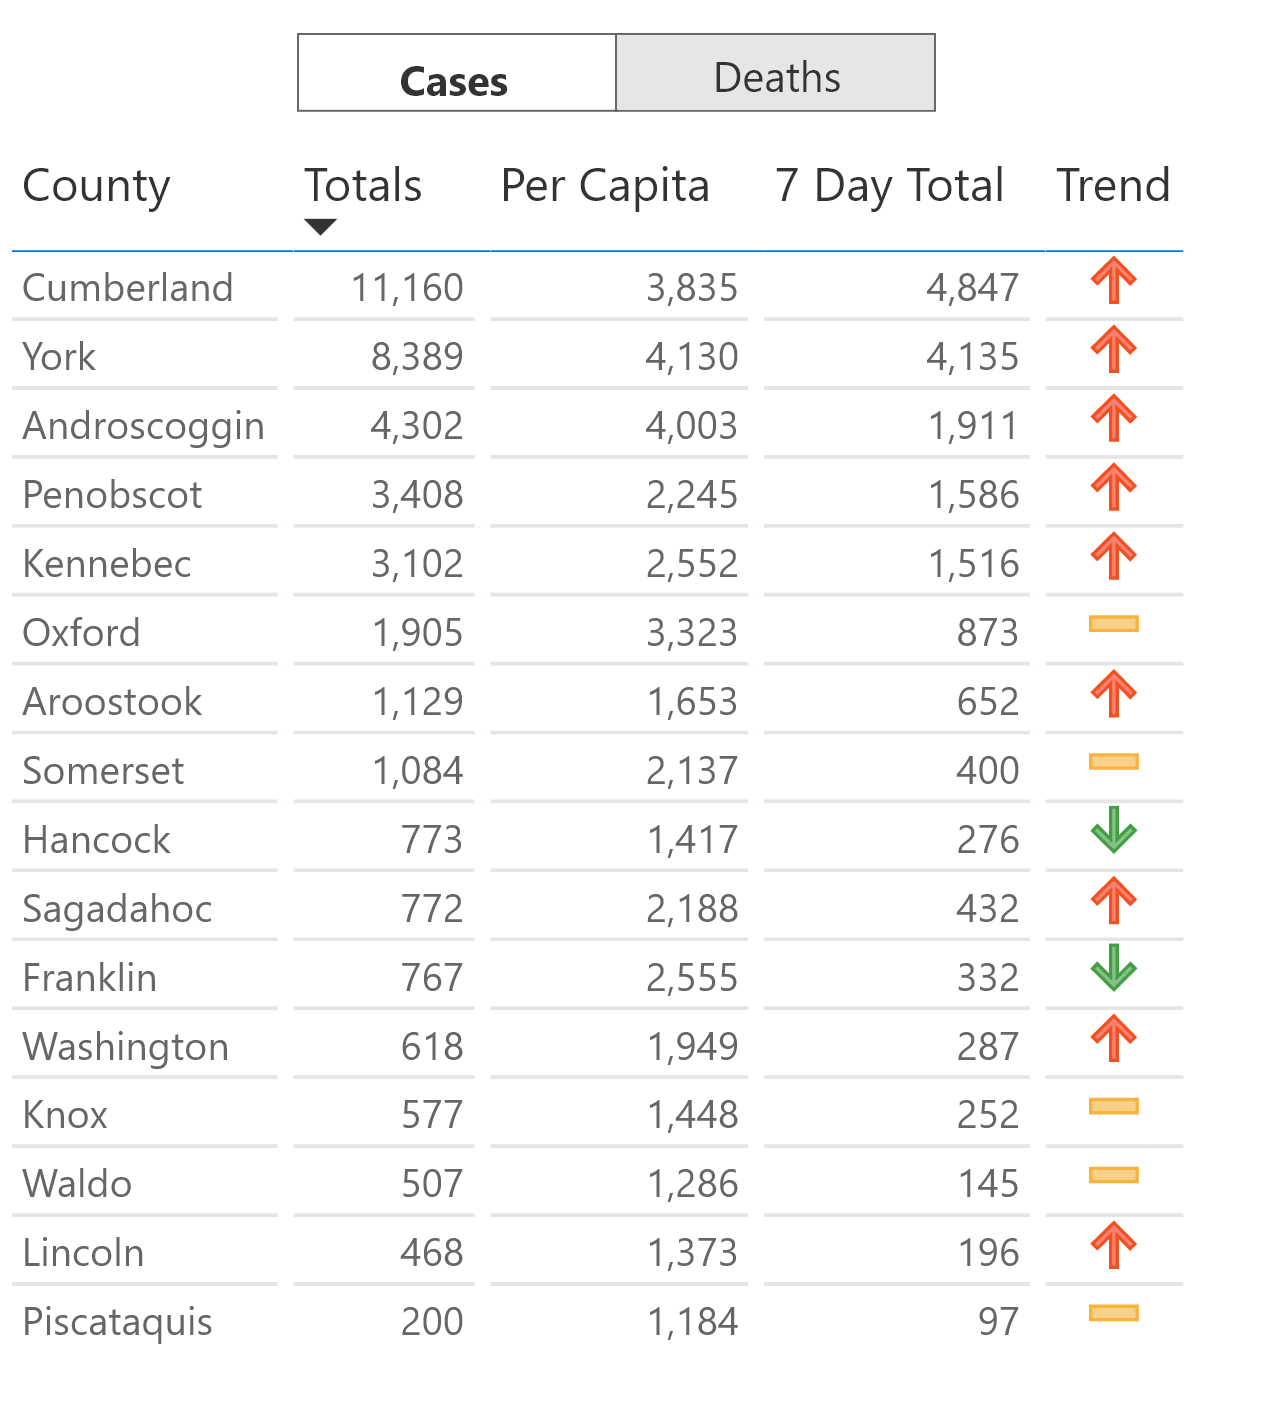 Cases Deaths
County Totals Per Capita 7 Day Total Trend
Cumberland 11,160 3,835 4,847
York 8,389 4,130 4,135
Androscoggin 4,302 4,003 1,911
Penobscot 3,408 2,245 1,586
Kennebec 3,102 2,552 1,516
Oxford 1,905 3,323 873
Aroostook 1,129 1,653 652
Somerset 1,084 2,137 400
Hancock 773 1,417 276
Sagadahoc 772 2,188 432
Franklin 767 2,555 332
Washington 618 1,949 287
Knox 577 1,448 252
Waldo 507 1,286 145
Lincoln 468 1,373 196
Piscataquis 200 1,184 97